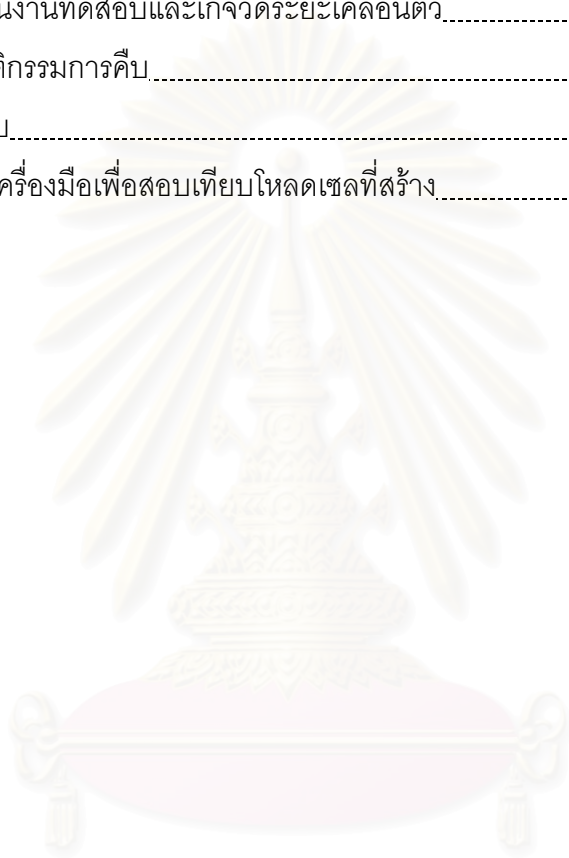 นงานทดสอบและเกจวัดระยะเคลื่อนตัว
ติกรรมการคืบ
บ
ครื่องมือเพื่อสอบเทียบโหลดเซลที่สร้าง